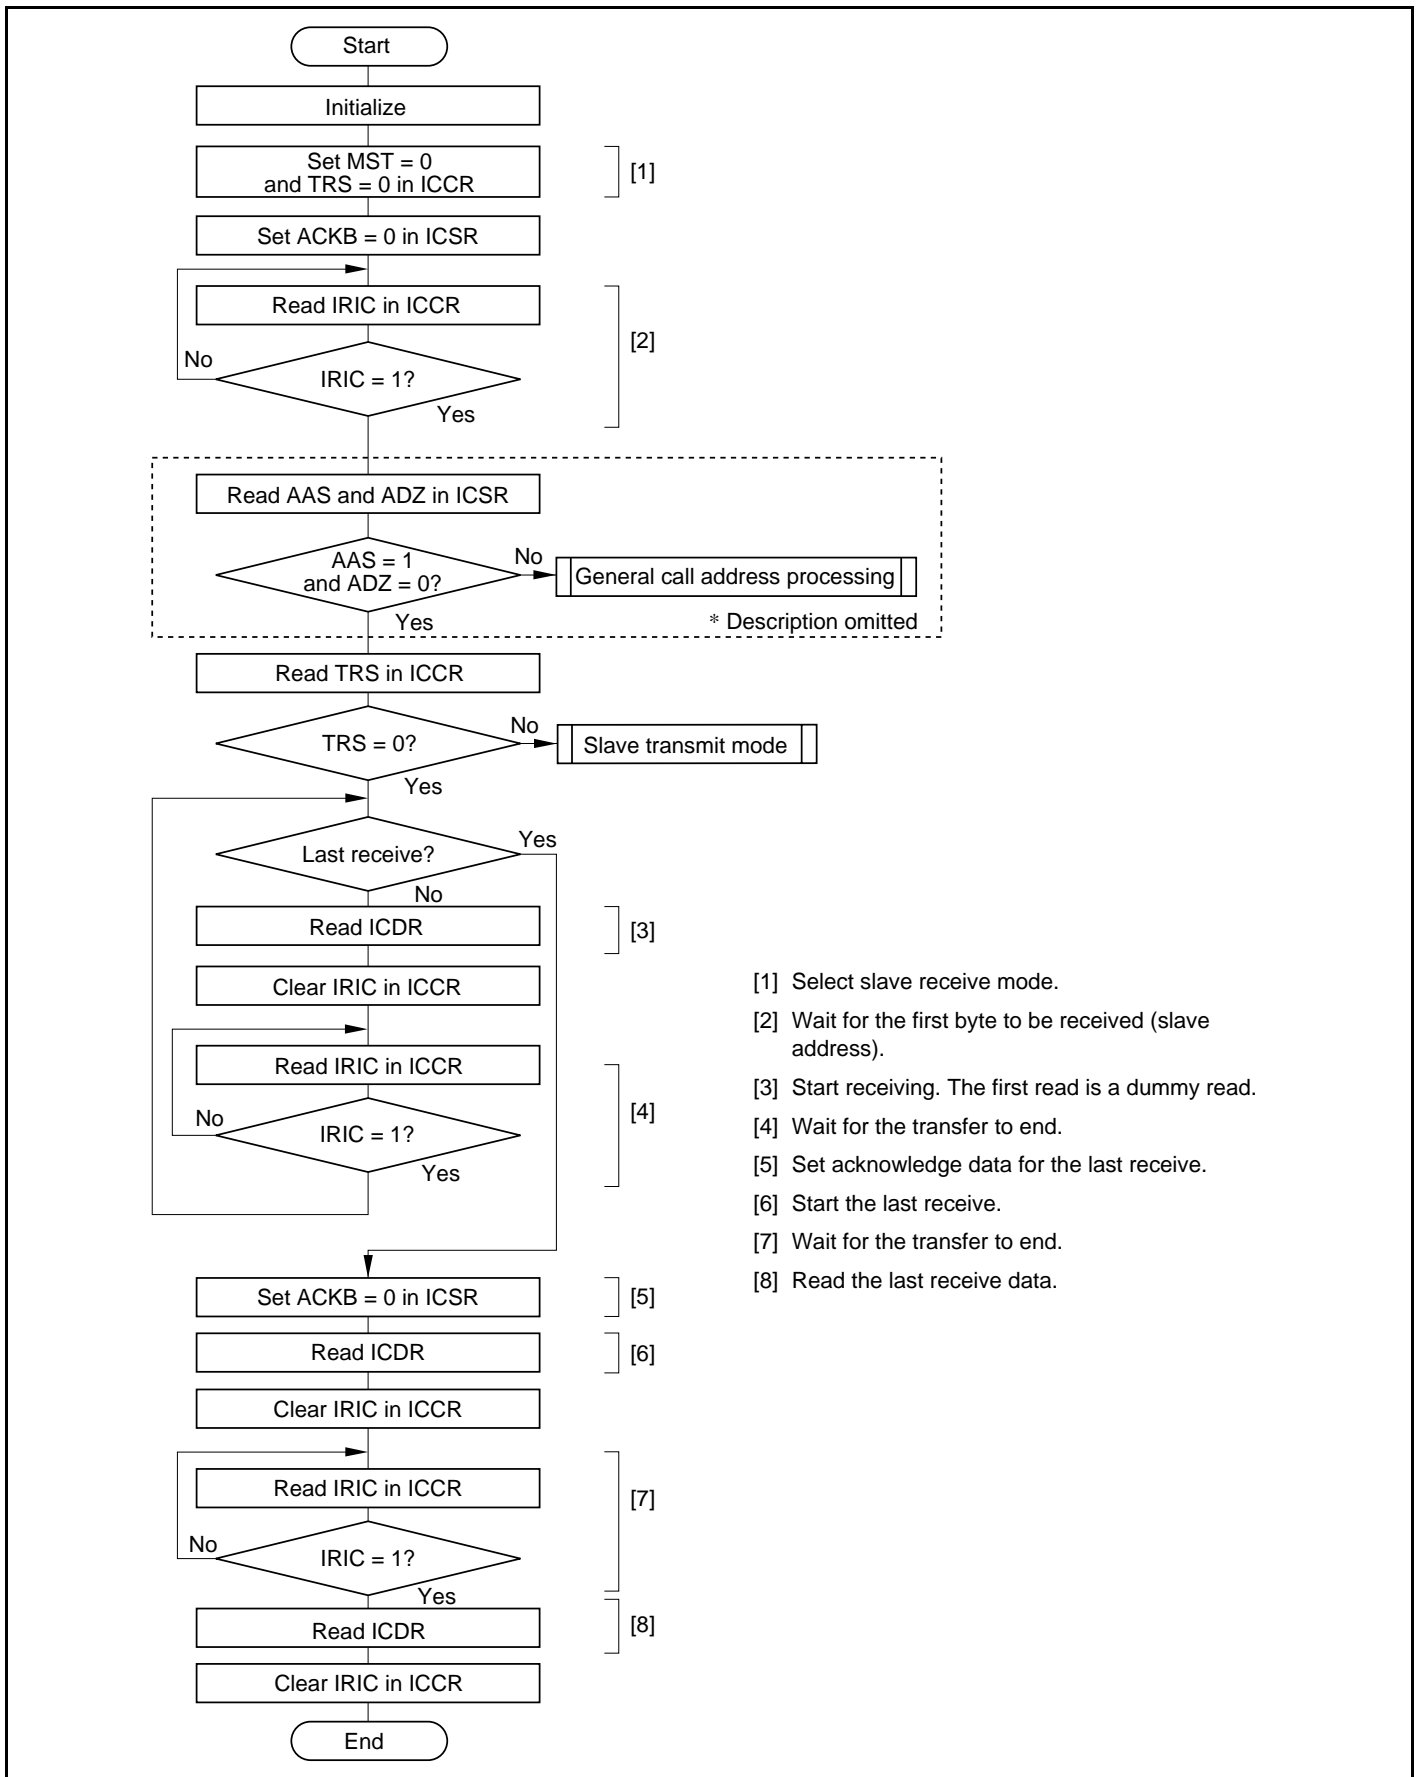 Start
Initialize
Set MST = 0
and TRS = 0 in ICCR
[1]
Set ACKB = 0 in ICSR
Read IRIC in ICCR
[2]
No
IRIC = 1?
Yes
Read AAS and ADZ in ICSR
AAS = 1
and ADZ = 0?
No
General call address processing
Yes
* Description omitted
Read TRS in ICCR
TRS = 0?
No
Slave transmit mode
Yes
Last receive?
Yes
No
Read ICDR
[3]
Clear IRIC in ICCR
Read IRIC in ICCR
[4]
No
IRIC = 1?
Yes
[1] Select slave receive mode.
[2] Wait for the first byte to be received (slave
address).
[3] Start receiving. The first read is a dummy read.
[4] Wait for the transfer to end.
[5] Set acknowledge data for the last receive.
[6] Start the last receive.
[7] Wait for the transfer to end.
[8] Read the last receive data.
Set ACKB = 0 in ICSR
[5]
Read ICDR
[6]
Clear IRIC in ICCR
Read IRIC in ICCR
[7]
No
IRIC = 1?
Yes
Read ICDR
[8]
Clear IRIC in ICCR
End